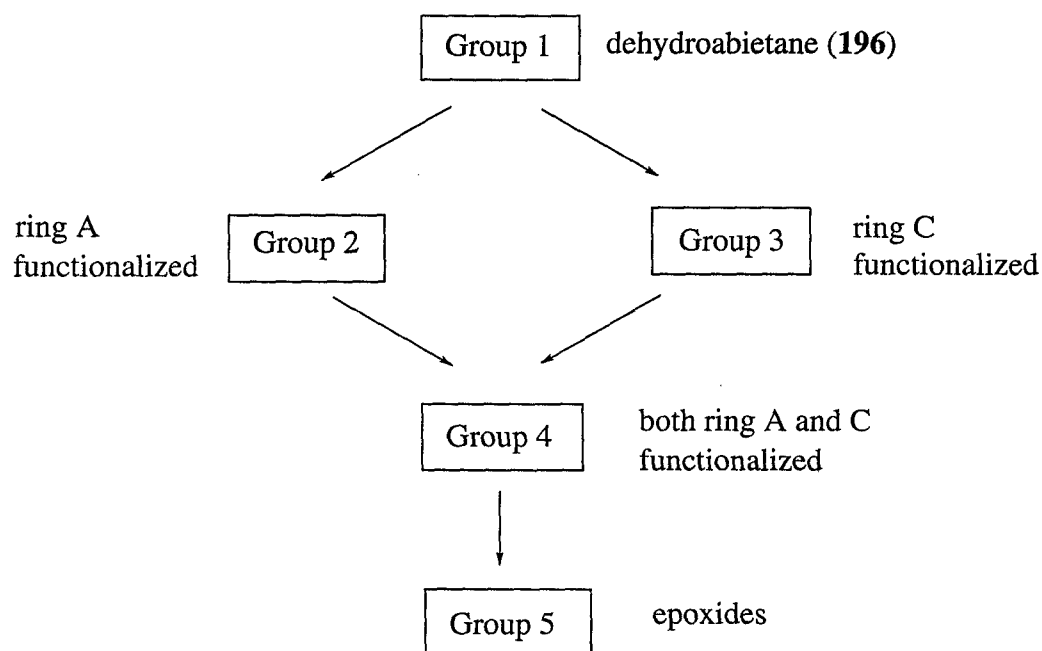 Group 1
dehydroabietane (196)
ring A
functionalized
Group 2
Group 3
ring C
functionalized
Group 4
both ring A and C
functionalized
Group 5
epoxides